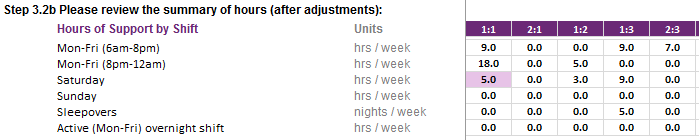 Step 3.2b Please review the summary of hours (after adjustments):
Hours of Support by Shift Units 1:1 2:1 1:2 1:3 2:3
Mon-Fri (6am-8pm) hrs / week 9.0 0.0 0.0 9.0 7.0
Mon-Fri (8pm-12am) hrs / week 18.0 0.0 5.0 0.0 0.0
Saturday hrs / week 5.0 0.0 3.0 9.0 0.0
Sunday hrs / week 0.0 0.0 0.0 0.0 0.0
Sleepovers nights / week 0.0 0.0 0.0 5.0 0.0
Active (Mon-Fri) overnight shift hrs / week 0.0 0.0 0.0 0.0 0.0